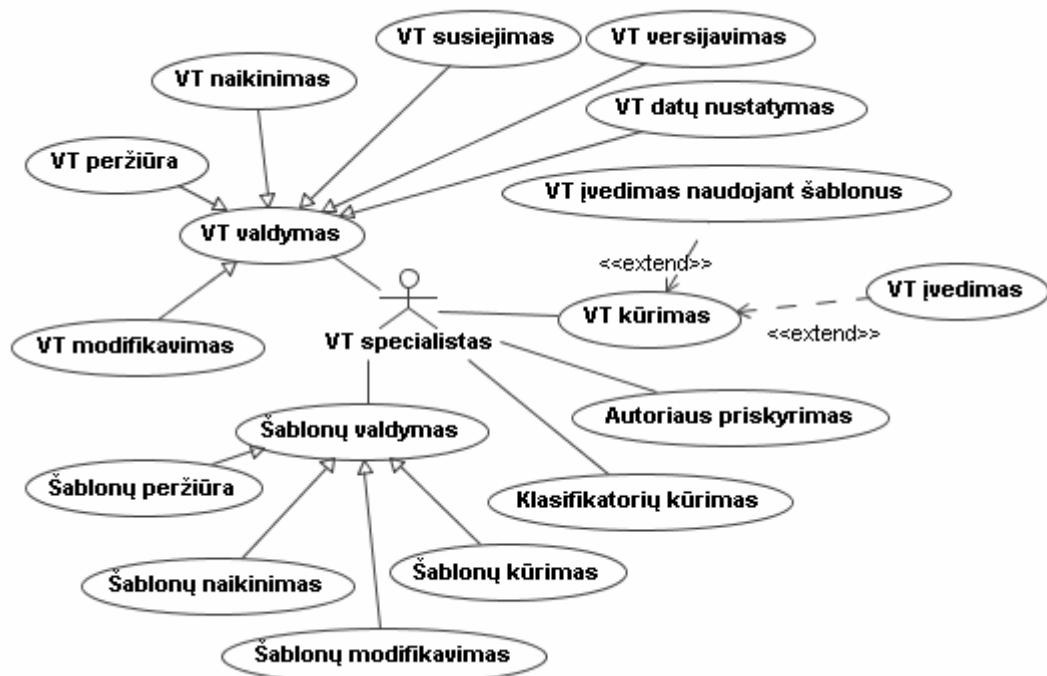 VT susiejimas
VT versijavimas
VT naikinimas
VT datų nustatymas
VT peržiūra
VT įvedimas naudojant šablonus
VT valdymas
<<extend>>
VT įvedimas
VT kūrimas
<<extend>>
VT modifikavimas
VT specialistas
Autoriaus priskyrimas
Šablonų valdymas
Šablonų peržiūra
Klasifikatorių kūrimas
Šablonų kūrimas
Šablonų naikinimas
Šablonų modifikavimas